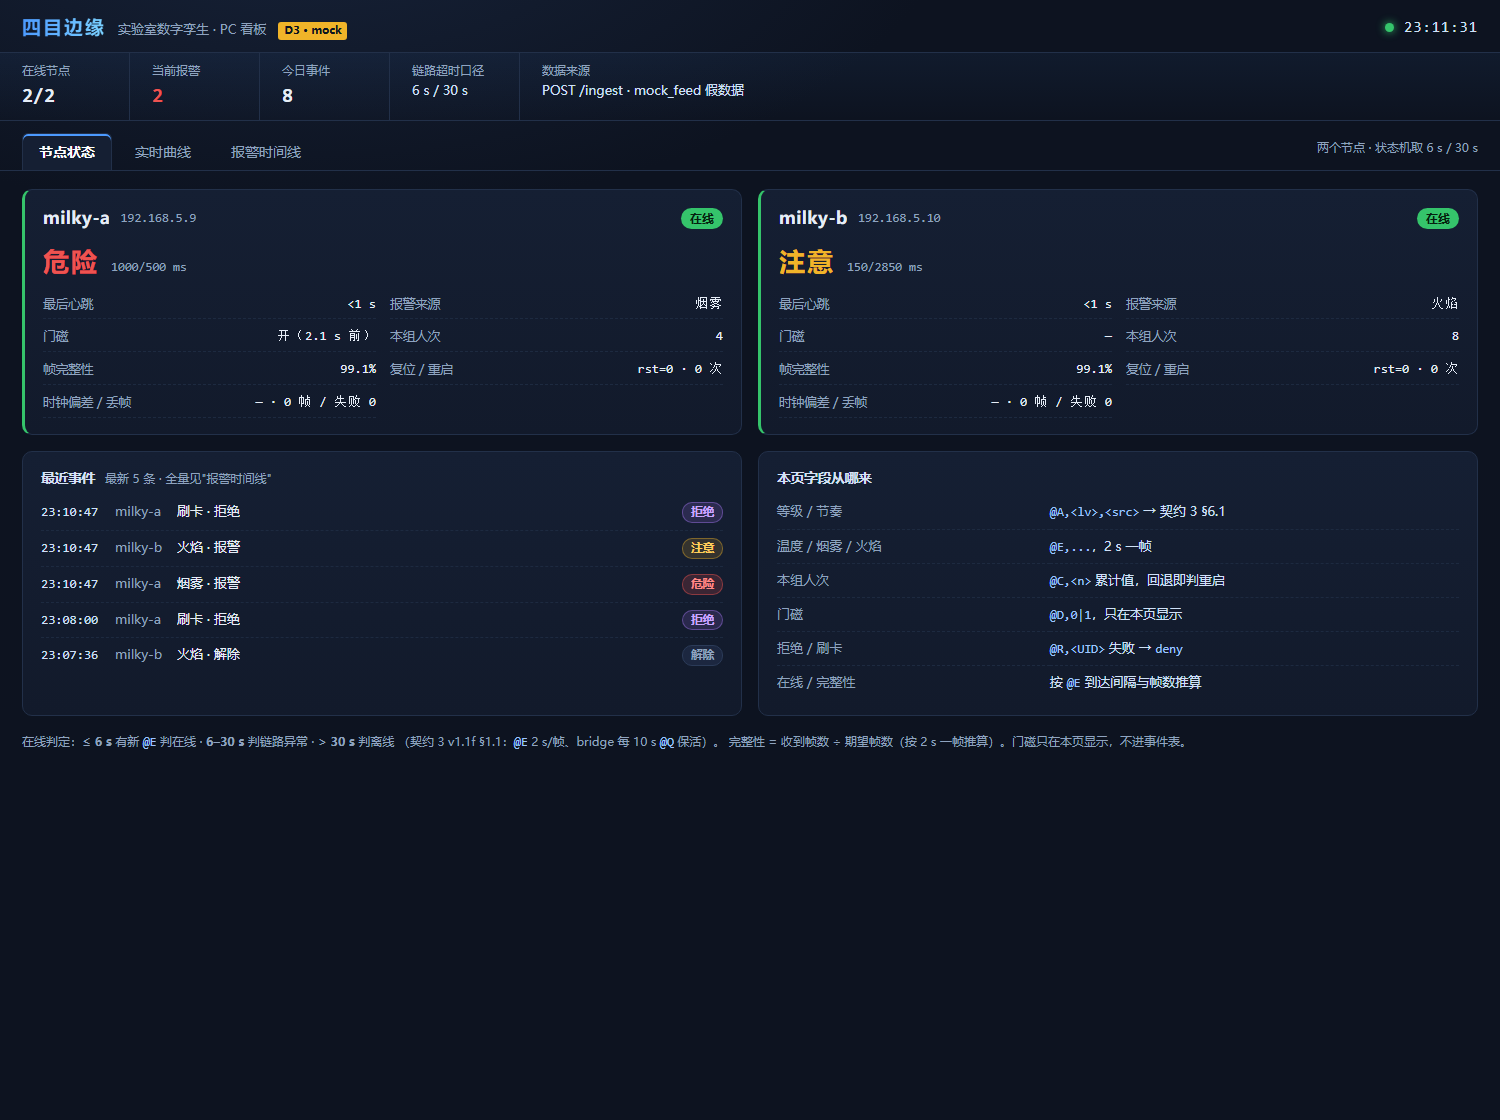 四目边缘 实验室数字孪生 · PC 看板 D3 • mock 23:11:31
在线节点 当前报警 今日事件 链路超时口径 数据来源
2/2 2 8 6 s / 30 s POST /ingest · mock_feed 假数据
节点状态 实时曲线 报警时间线 两个节点 · 状态机取 6 s / 30 s
milky-a 192.168.5.9 在线
危险 1000/500 ms
最后心跳 <1 s 报警来源 烟雾
门磁 开（2.1 s 前） 本组人次 4
帧完整性 99.1% 复位 / 重启 rst=0 · 0 次
时钟偏差 / 丢帧 — · 0 帧 / 失败 0
milky-b 192.168.5.10 在线
注意 150/2850 ms
最后心跳 <1 s 报警来源 火焰
门磁 — 本组人次 8
帧完整性 99.1% 复位 / 重启 rst=0 · 0 次
时钟偏差 / 丢帧 — · 0 帧 / 失败 0
最近事件 最新 5 条 · 全量见"报警时间线"
23:10:47 milky-a 刷卡 · 拒绝 拒绝
23:10:47 milky-b 火焰 · 报警 注意
23:10:47 milky-a 烟雾 · 报警 危险
23:08:00 milky-a 刷卡 · 拒绝 拒绝
23:07:36 milky-b 火焰 · 解除 解除
本页字段从哪来
等级 / 节奏 @A,<lv>,<src> → 契约 3 §6.1
温度 / 烟雾 / 火焰 @E,...，2 s 一帧
本组人次 @C,<n> 累计值，回退即判重启
门磁 @D,0|1，只在本页显示
拒绝 / 刷卡 @R,<UID> 失败 → deny
在线 / 完整性 按 @E 到达间隔与帧数推算
在线判定：≤ 6 s 有新 @E 判在线 · 6–30 s 判链路异常 · > 30 s 判离线 （契约 3 v1.1f §1.1：@E 2 s/帧、bridge 每 10 s @Q 保活）。 完整性 = 收到帧数 ÷ 期望帧数（按 2 s 一帧推算）。门磁只在本页显示，不进事件表。